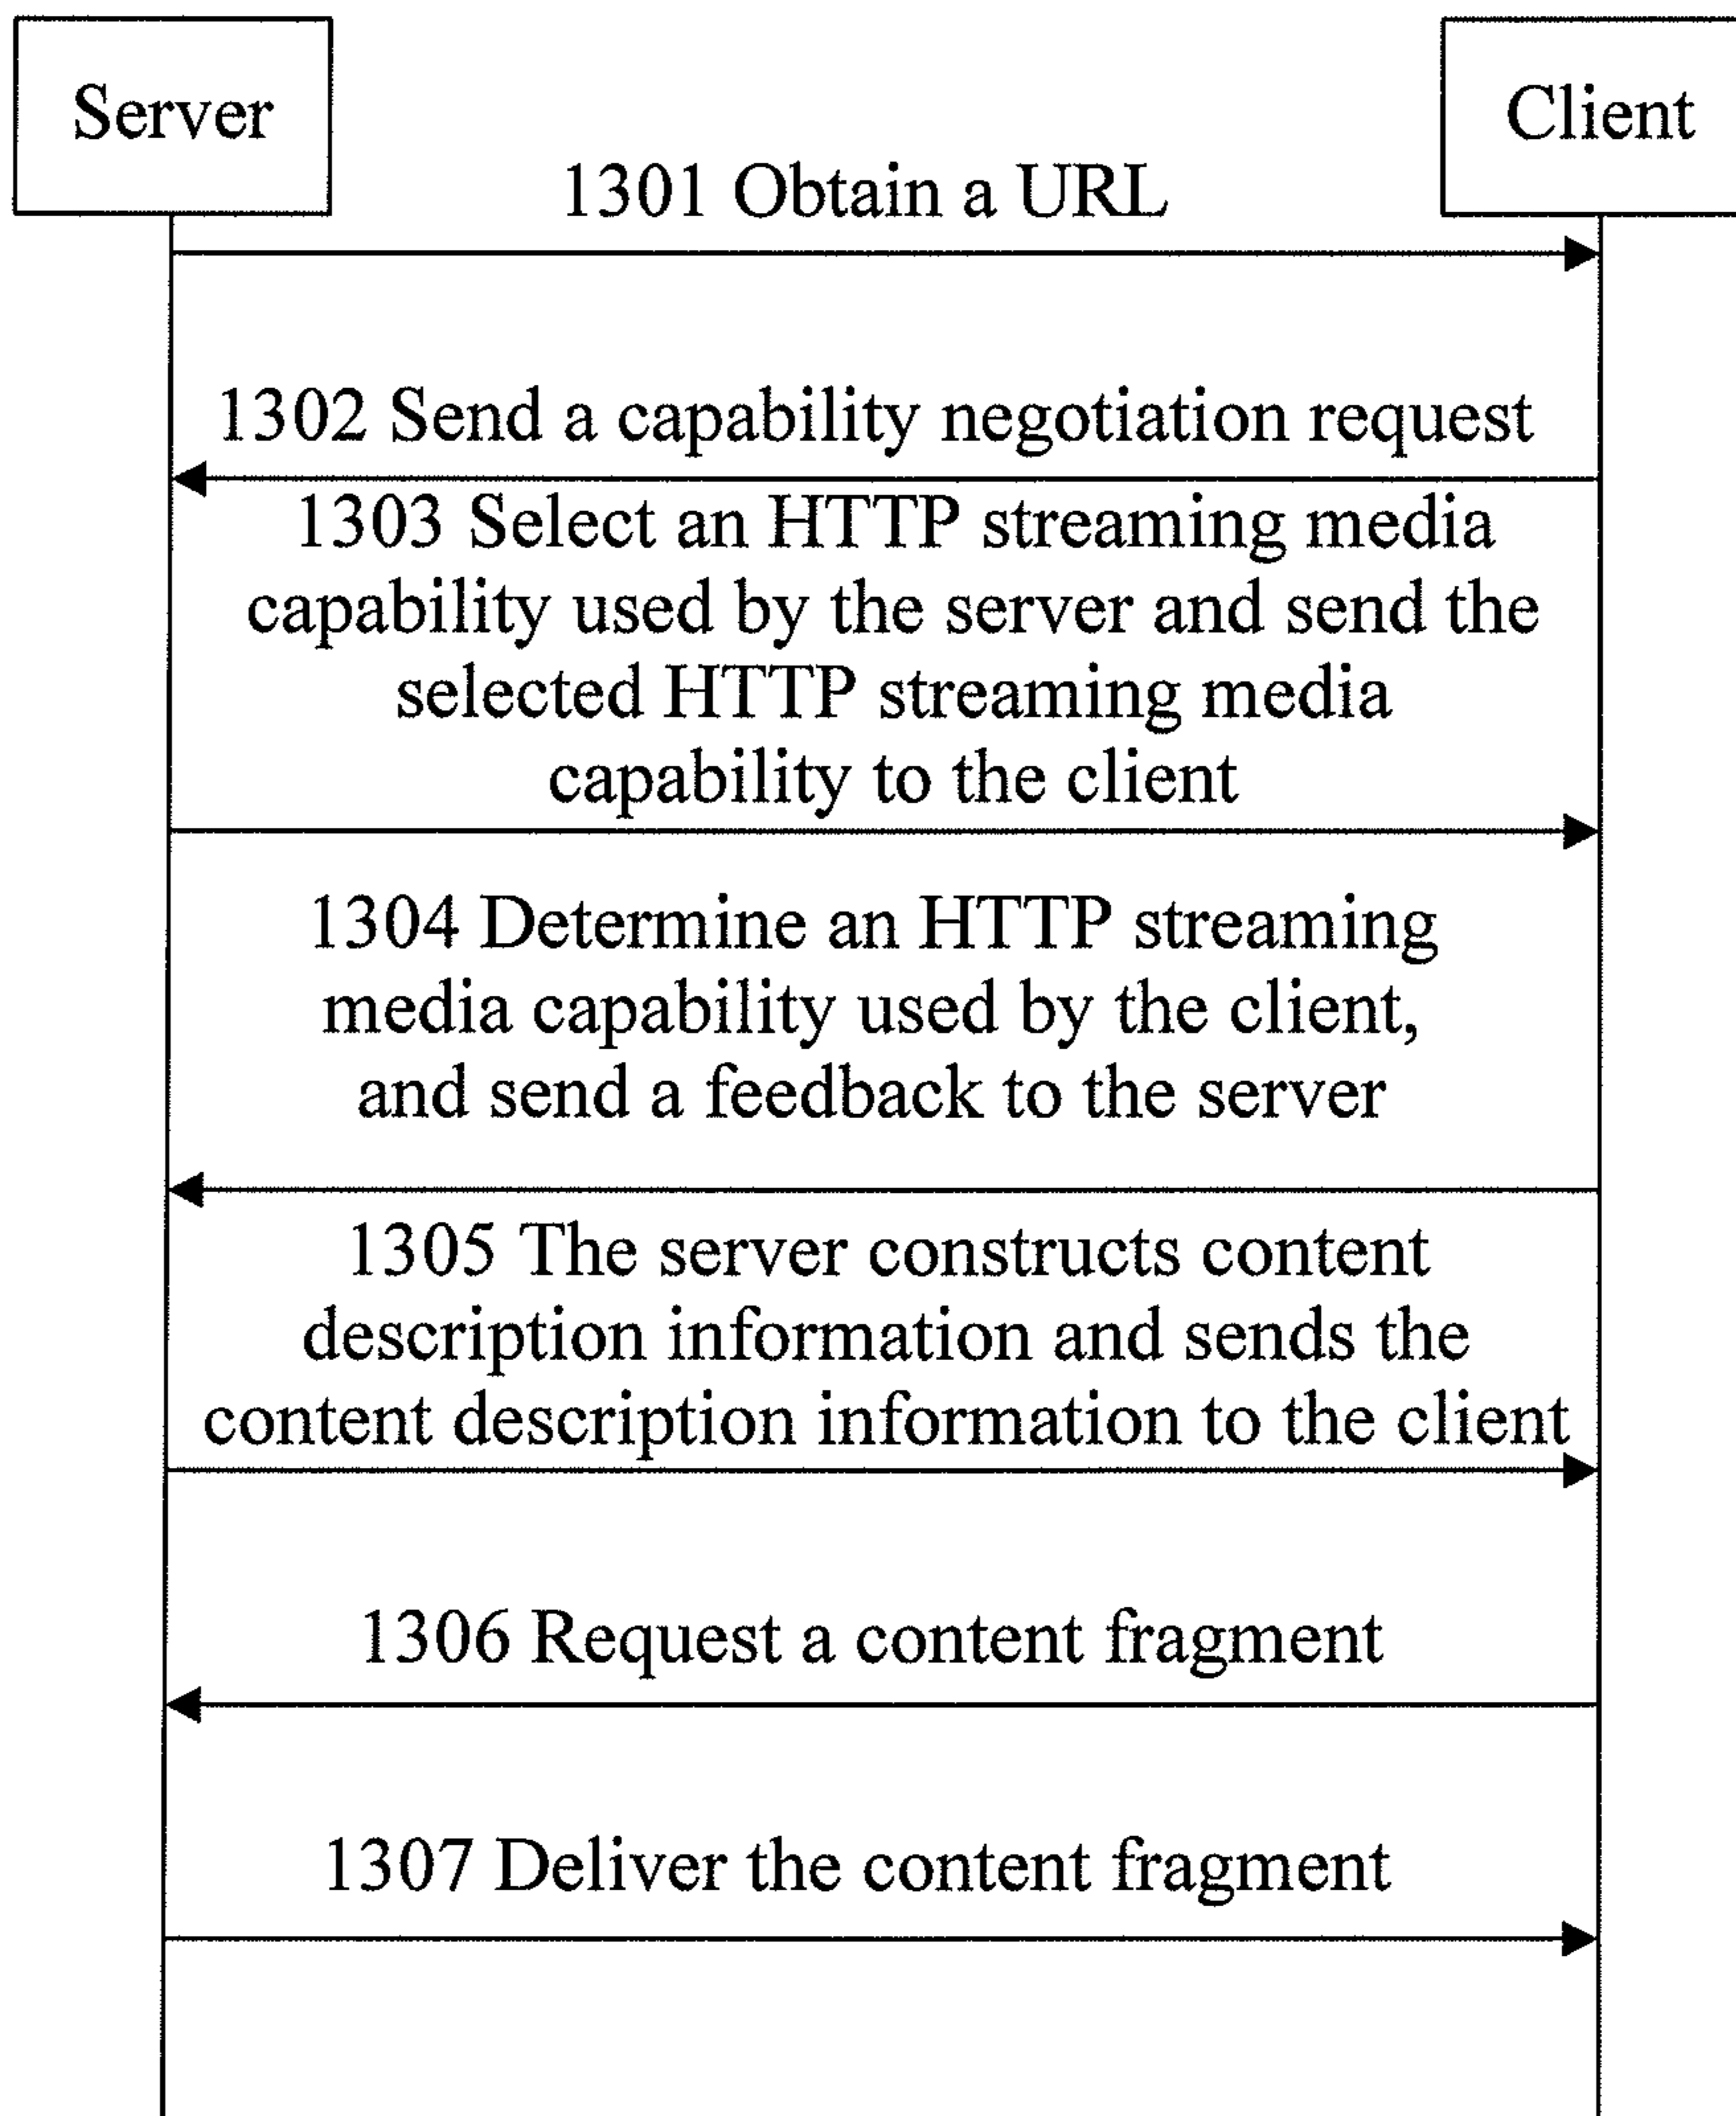 Server
Client
1301 Obtain a URL
1302 Send a capability negotiation request
1303 Select an HTTP streaming media
capability used by the server and send the
selected HTTP streaming media
capability to the client
1304 Determine an HTTP streaming
media capability used by the client,
and send a feedback to the server
1305 The server constructs content
description information and sends the
content description information to the client
1306 Request a content fragment
1307 Deliver the content fragment